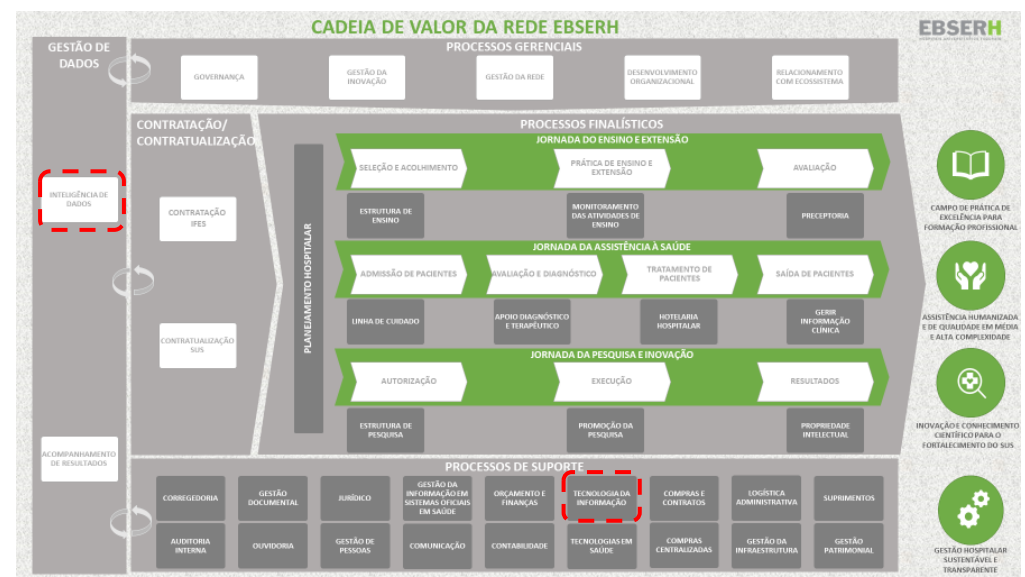 CADEIA DE VALOR DA REDE EBSERH
EBSERH
GESTÃO DE
DADOS
INTELIGÊNCIA DE
DADOS
ACOMPANHAMENTO
DE RESULTADOS
PROCESSOS GERENCIAIS
GOVERNANÇA
GESTÃO DA
INOVAÇÃO
GESTÃO DA REDE
DESENVOLVIMENTO
ORGANIZACIONAL
RELACIONAMENTO
COM ECOSSISTEMA
CONTRATAÇÃO/
CONTRATUALIZAÇÃO
CONTRATAÇÃO
IFES
CONTRATUALIZAÇÃO
SUS
PROCESSOS FINALÍSTICOS
PLANEJAMENTO HOSPITALAR
JORNADA DO ENSINO E EXTENSÃO
SELEÇÃO E ACOLHIMENTO
PRÁTICA DE ENSINO E
EXTENSÃO
AVALIAÇÃO
ESTRUTURA DE
ENSINO
MONITORAMENTO
DAS ATIVIDADES DE
ENSINO
PRECEPTORIA
JORNADA DA ASSISTÊNCIA À SAÚDE
ADMISSÃO DE PACIENTES
AVALIAÇÃO E DIAGNÓSTICO
TRATAMENTO DE
PACIENTES
SAÍDA DE PACIENTES
LINHA DE CUIDADO
APOIO DIAGNÓSTICO
E TERAPÊUTICO
HOTELARIA
HOSPITALAR
GERIR
INFORMAÇÃO
CLÍNICA
JORNADA DA PESQUISA E INOVAÇÃO
AUTORIZAÇÃO
EXECUÇÃO
RESULTADOS
ESTRUTURA DE
PESQUISA
PROMOÇÃO DA
PESQUISA
PROPRIEDADE
INTELECTUAL
PROCESSOS DE SUPORTE
CORREGEDORIA
GESTÃO
DOCUMENTAL
JURÍDICO
GESTÃO DA
INFORMAÇÃO EM
SISTEMAS OFICIAIS
EM SAÚDE
ORÇAMENTO E
FINANÇAS
TECNOLOGIA DA
INFORMAÇÃO
COMPRAS E
CONTRATOS
LOGÍSTICA
ADMINISTRATIVA
SUPRIMENTOS
AUDITORIA
INTERNA
OUVIDORIA
GESTÃO DE
PESSOAS
COMUNICAÇÃO
CONTABILIDADE
TECNOLOGIAS EM
SAÚDE
COMPRAS
CENTRALIZADAS
GESTÃO DA
INFRAESTRUTURA
GESTÃO
PATRIMONIAL
CAMPO DE PRÁTICA DE
EXCELÊNCIA PARA
FORMAÇÃO PROFISSIONAL
ASSISTÊNCIA HUMANIZADA
E DE QUALIDADE EM MÉDIA
E ALTA COMPLEXIDADE
INOVAÇÃO E CONHECIMENTO
CIENTÍFICO PARA O
FORTALECIMENTO DO SUS
GESTÃO HOSPITALAR
SUSTENTÁVEL E
TRANSPARENTE